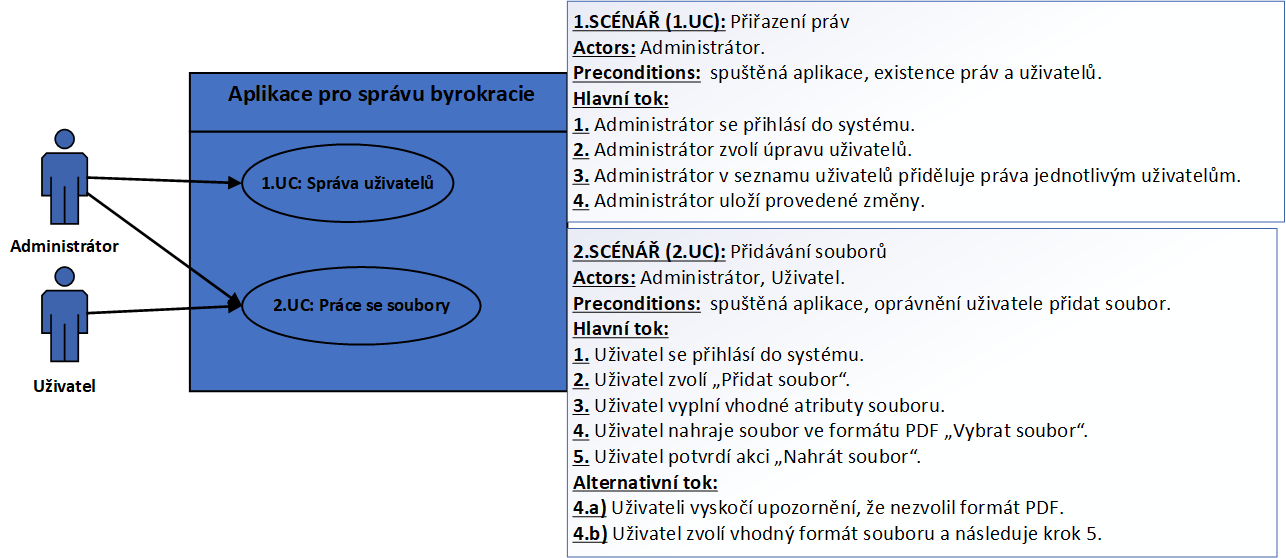 Aplikace pro správu byrokracie
1.UC: Správa uživatelů
2.UC: Práce se soubory
Administrátor
Uživatel
1.SCÉNÁŘ (1.UC): Přiřazení práv
Actors: Administrátor.
Preconditions: spuštěná aplikace, existence práv a uživatelů.
Hlavní tok:
1. Administrátor se přihlásí do systému.
2. Administrátor zvolí úpravu uživatelů.
3. Administrátor v seznamu uživatelů přiděluje práva jednotlivým uživatelům.
4. Administrátor uloží provedené změny.
2.SCÉNÁŘ (2.UC): Přidávání souborů
Actors: Administrátor, Uživatel.
Preconditions: spuštěná aplikace, oprávnění uživatele přidat soubor.
Hlavní tok:
1. Uživatel se přihlásí do systému.
2. Uživatel zvolí „Přidat soubor“.
3. Uživatel vyplní vhodné atributy souboru.
4. Uživatel nahraje soubor ve formátu PDF „Vybrat soubor“.
5. Uživatel potvrdí akci „Nahrát soubor“.
Alternativní tok:
4.a) Uživateli vyskočí upozornění, že nezvolil formát PDF.
4.b) Uživatel zvolí vhodný formát souboru a následuje krok 5.